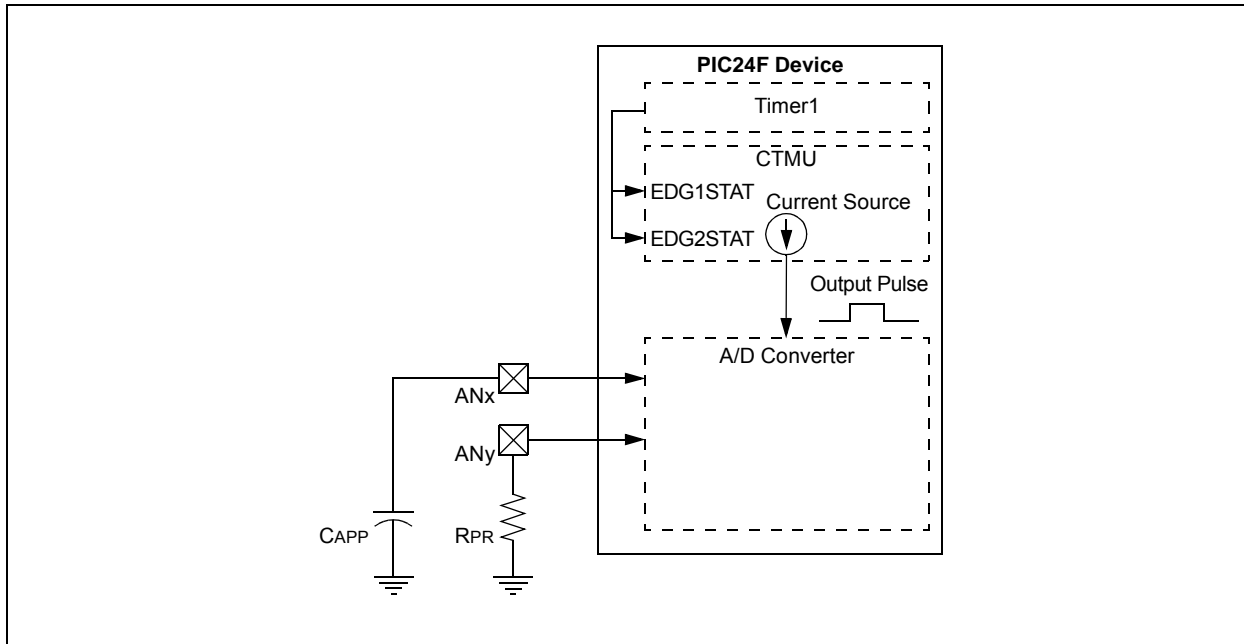 PIC24F Device
Timer1
CTMU
EDG1STAT
Current Source
EDG2STAT
Output Pulse
A/D Converter
ANx
ANy
CAPP
RPR